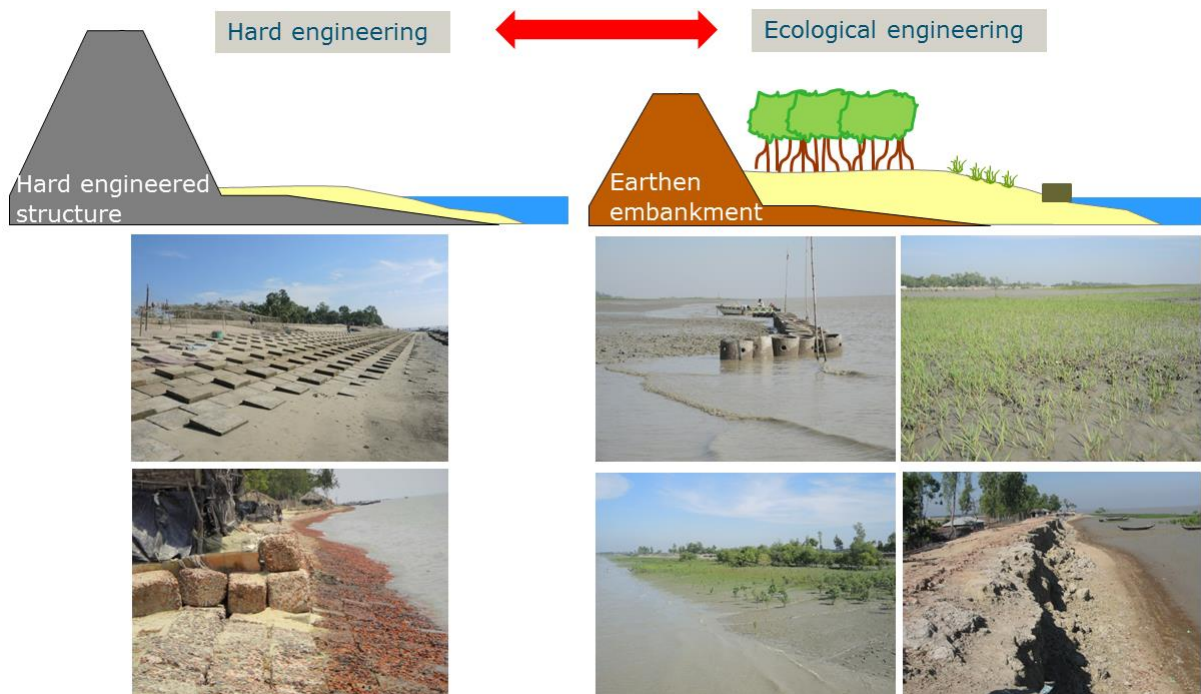 Hard engineering
Ecological engineering
Hard engineered
structure
Earthen
embankment